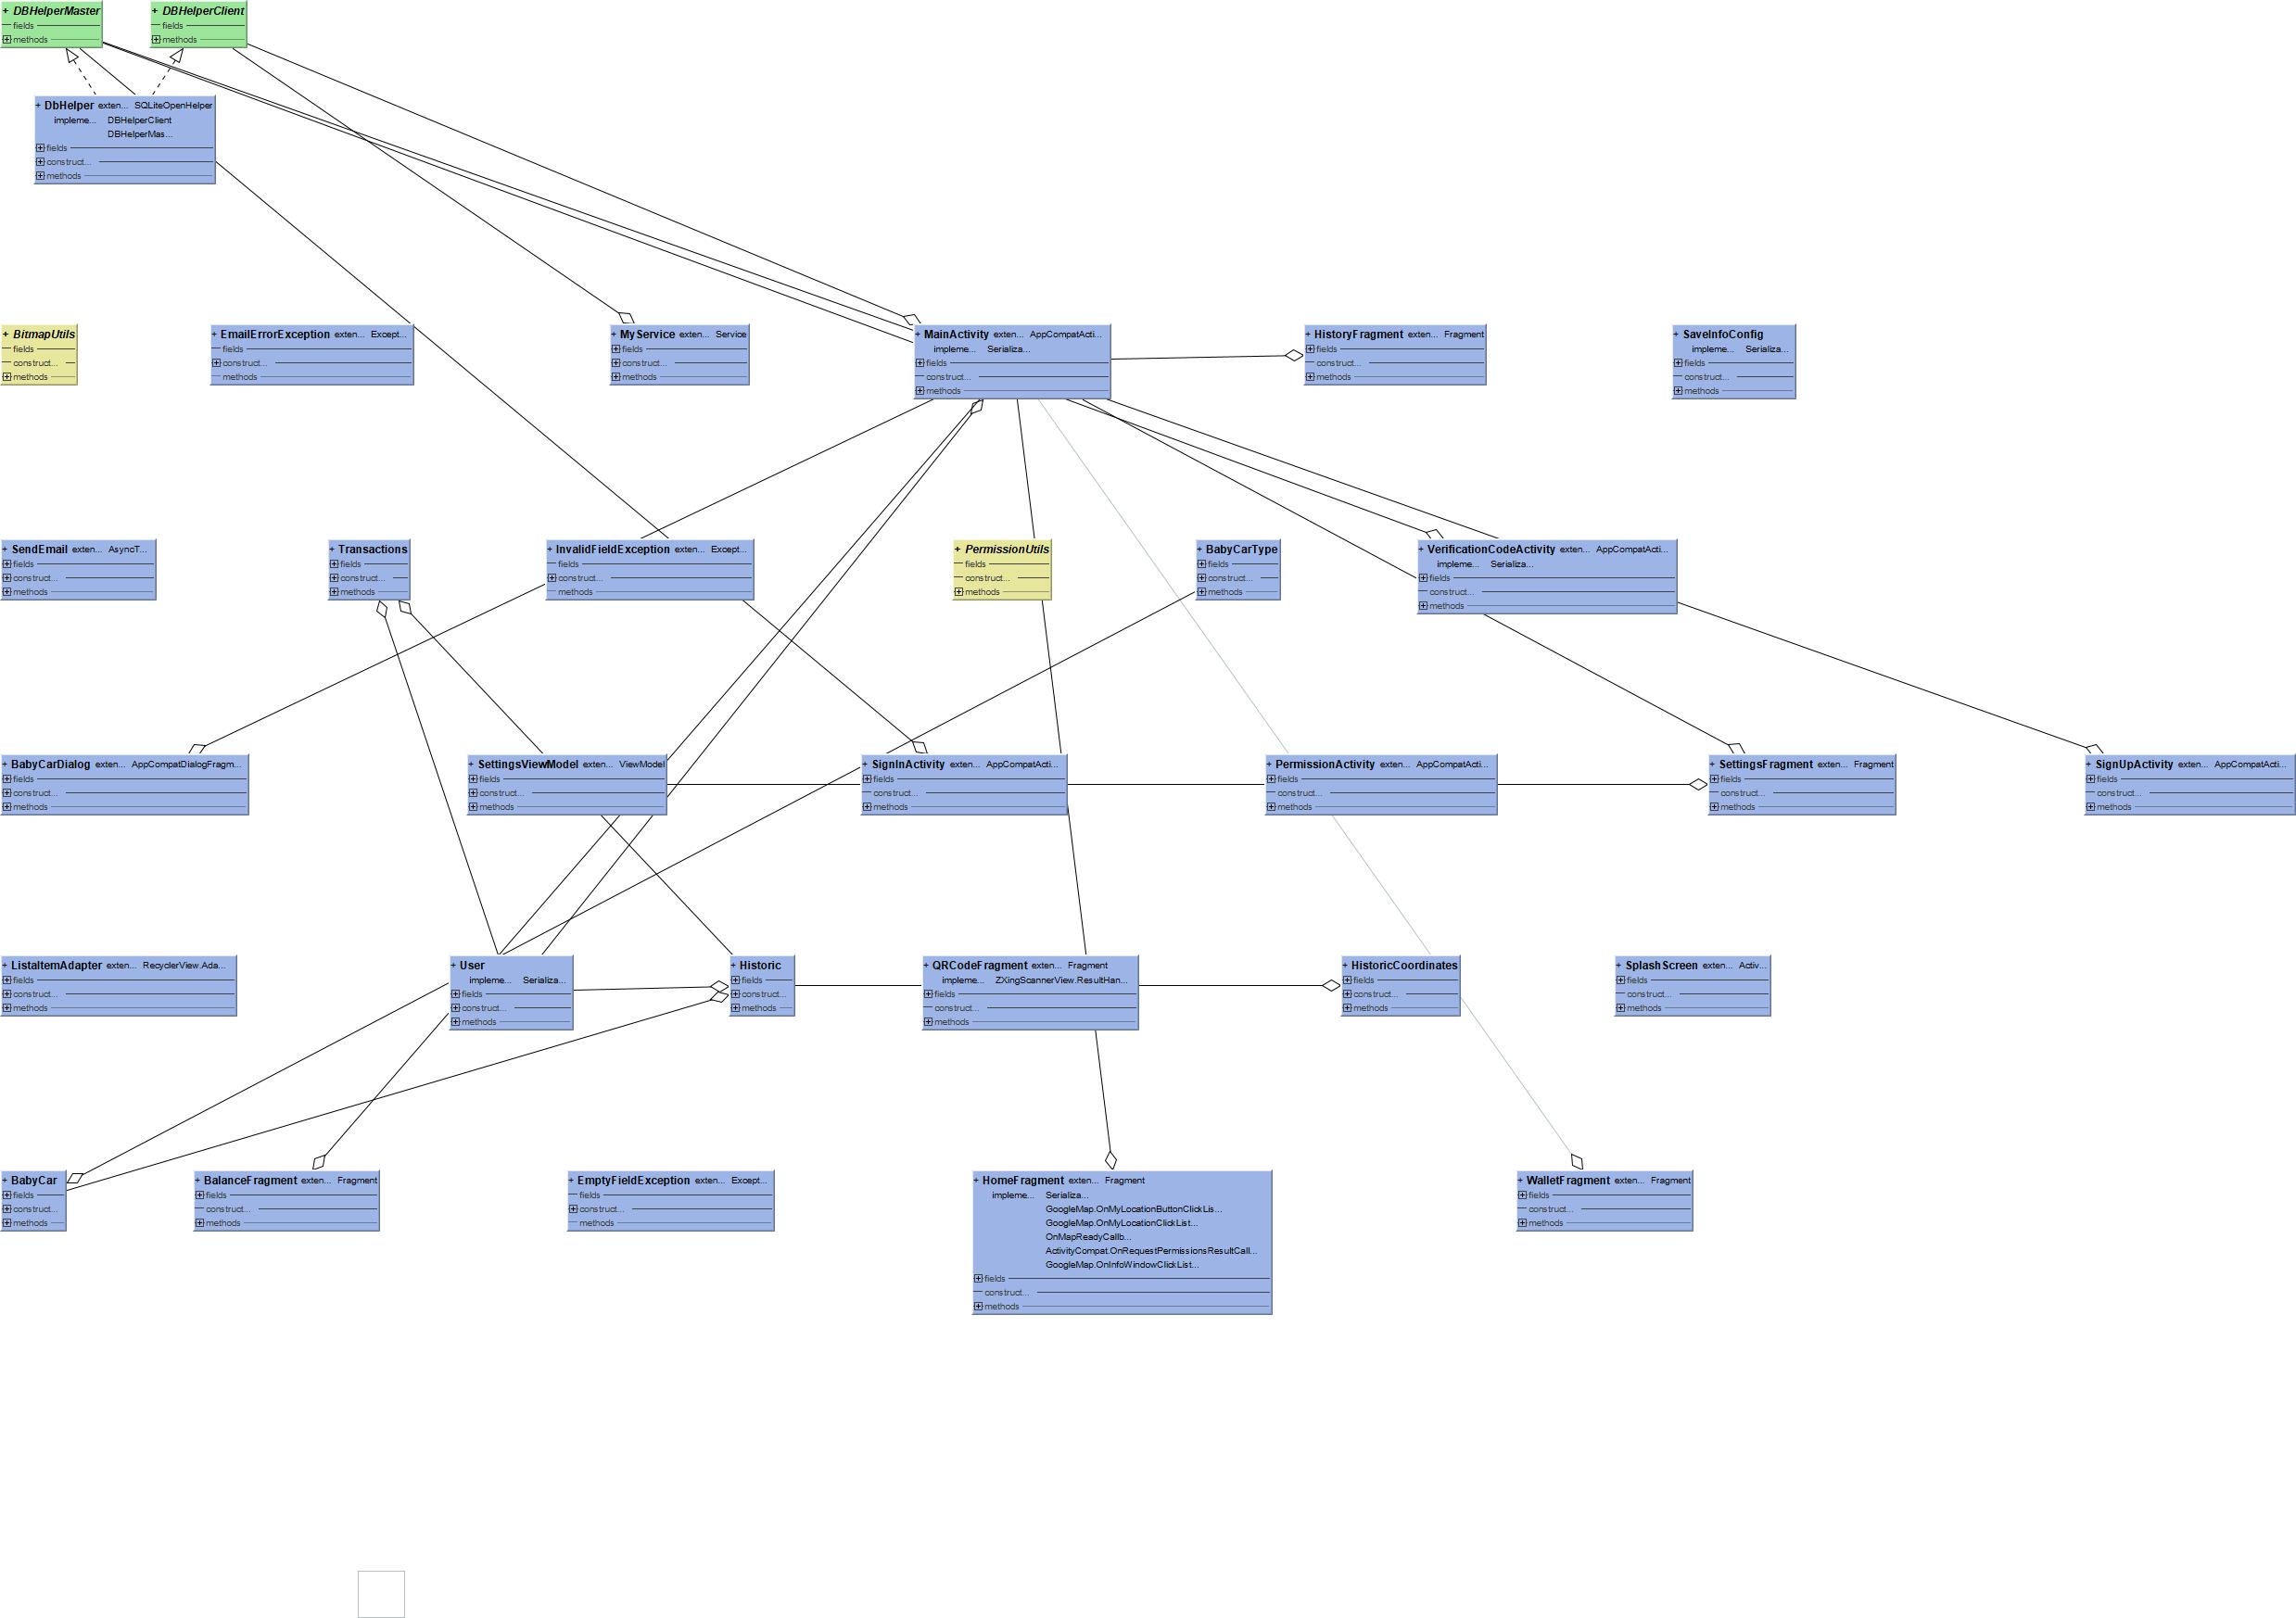 + DBHelperMaster
fields
methods
+ DBHelperClient
fields
methods
+ DbHelper exten... SQLiteOpenHelper
impleme... DBHelperClient
DBHelperMas...
fields
construct...
methods
+ BitmapUtils
fields
construct...
methods
+ EmailErrorException exten... Except...
fields
construct...
methods
+ MyService exten... Service
fields
construct...
methods
+ MainActivity exten... AppCompatActi...
impleme... Serializa...
fields
construct...
methods
+ HistoryFragment exten... Fragment
fields
construct...
methods
+ SaveInfoConfig
impleme... Serializa...
fields
construct...
methods
+ SendEmail exten... AsyncT...
fields
construct...
methods
+ Transactions
fields
construct...
methods
+ InvalidFieldException exten... Except...
fields
construct...
methods
+ PermissionUtils
fields
construct...
methods
+ BabyCarType
fields
construct...
methods
+ VerificationCodeActivity exten... AppCompatActi...
impleme... Serializa...
fields
construct...
methods
+ BabyCarDialog exten... AppCompatDialogFragm...
fields
construct...
methods
+ SettingsViewModel exten... ViewModel
fields
construct...
methods
+ SignInActivity exten... AppCompatActi...
fields
construct...
methods
+ PermissionActivity exten... AppCompatActi...
fields
construct...
methods
+ SettingsFragment exten... Fragment
fields
construct...
methods
+ SignUpActivity exten... AppCompatActi...
fields
construct...
methods
+ ListaItemAdapter exten... RecyclerView.Ada...
fields
construct...
methods
+ User
impleme... Serializa...
fields
construct...
methods
+ Historic
fields
construct...
methods
+ QRCodeFragment exten... Fragment
impleme... ZXingScannerView.ResultHan...
fields
construct...
methods
+ HistoricCoordinates
fields
construct...
methods
+ SplashScreen exten... Activ...
fields
construct...
methods
+ BabyCar
fields
construct...
methods
+ BalanceFragment exten... Fragment
fields
construct...
methods
+ EmptyFieldException exten... Except...
fields
construct...
methods
+ HomeFragment exten... Fragment
impleme... Serializa...
GoogleMap.OnMyLocationButtonClickLis...
GoogleMap.OnMyLocationClickList...
OnMapReadyCallb...
ActivityCompat.OnRequestPermissionsResultCall...
GoogleMap.OnInfoWindowClickList...
fields
construct...
methods
+ WalletFragment exten... Fragment
fields
construct...
methods